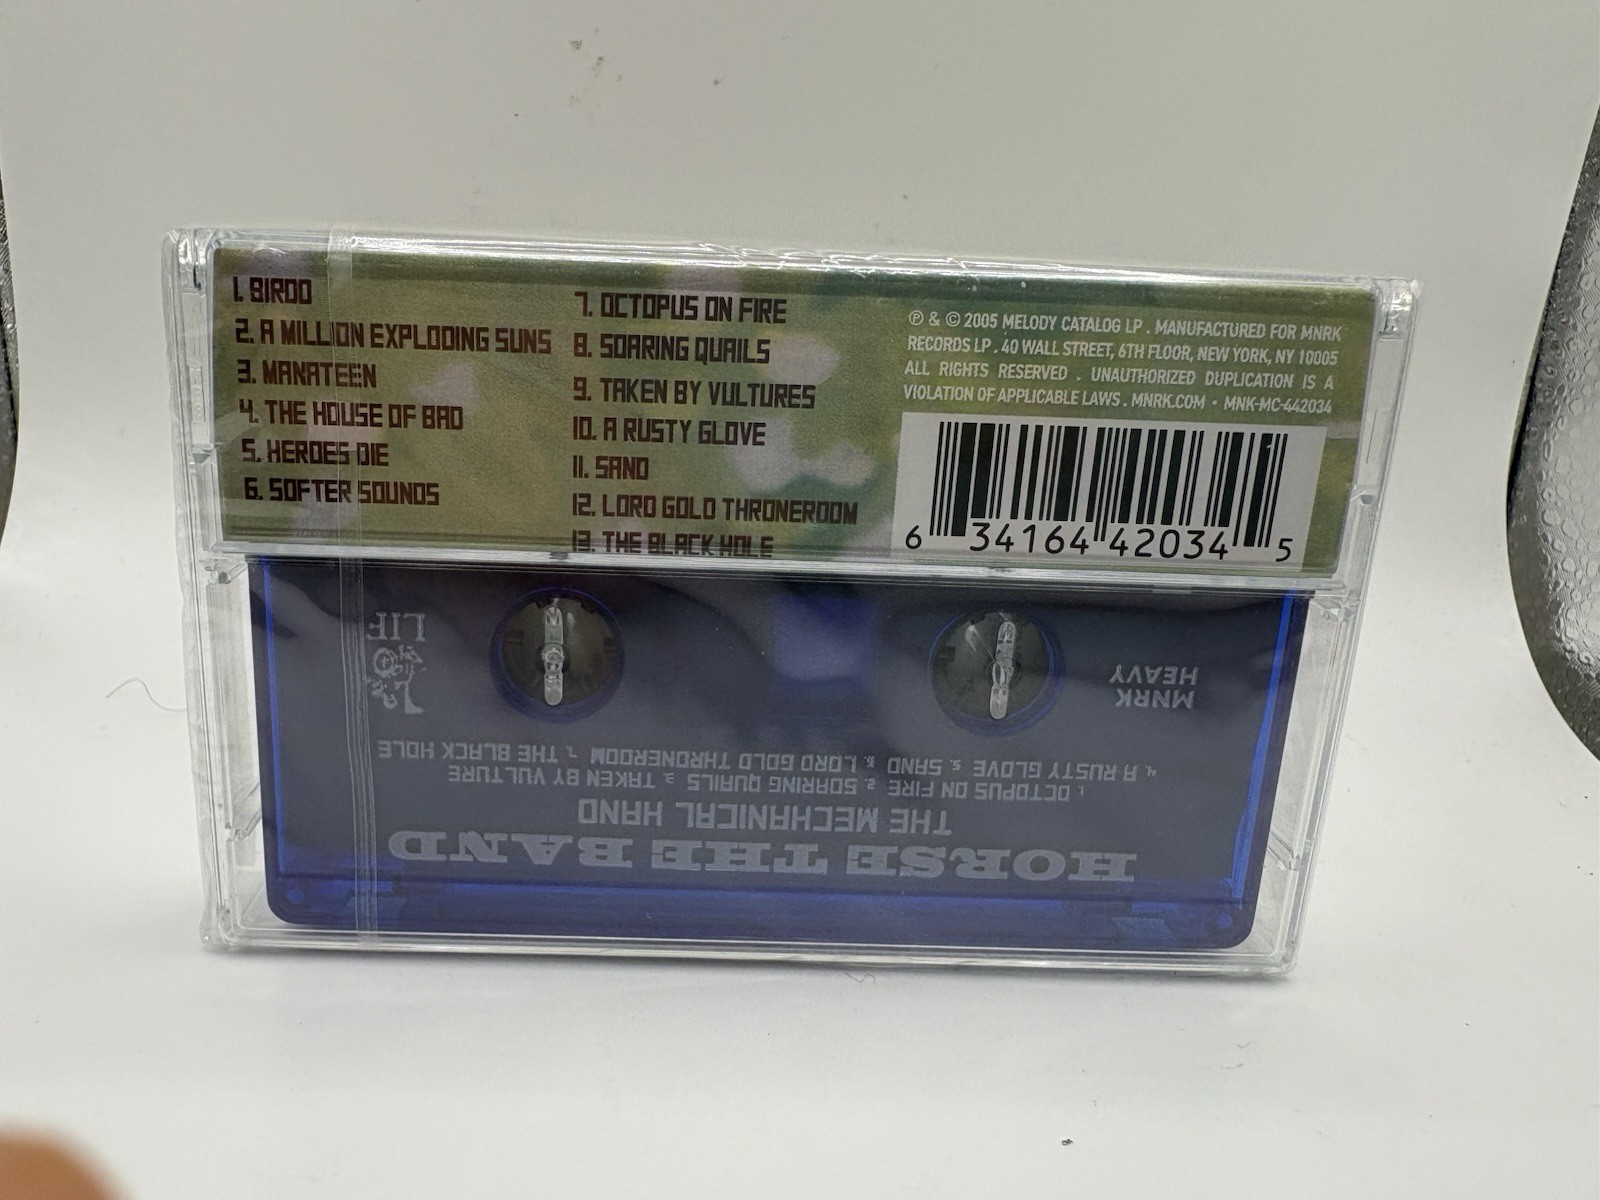 1. BIRDO
2. A MILLION EXPLODING SUNS
3. MANATEEN
4. THE HOUSE OF BAD
5. HEROES DIE
6. SOFTER SOUNDS
7. OCTOPUS ON FIRE
8. SOARING QUAILS
9. TAKEN BY VULTURES
10. A RUSTY GLOVE
11. SAND
12. LORD GOLD THRONEROOM
13. THE BLACK HOLE
℗ & © 2005 MELODY CATALOG LP . MANUFACTURED FOR MNRK
RECORDS LP . 40 WALL STREET, 6TH FLOOR, NEW YORK, NY 10005
ALL RIGHTS RESERVED . UNAUTHORIZED DUPLICATION IS A
VIOLATION OF APPLICABLE LAWS . MNRK.COM • MNK-MC-442034
6 34164 42034 5
HORSE THE BAND
THE MECHANICAL HAND
1. OCTOPUS ON FIRE 2. SOARING QUAILS 3. TAKEN BY VULTURE
4. A RUSTY GLOVE 5. SAND 6. LORD GOLD THRONEROOM 7. THE BLACK HOLE
MNRK
HEAVY
LIF